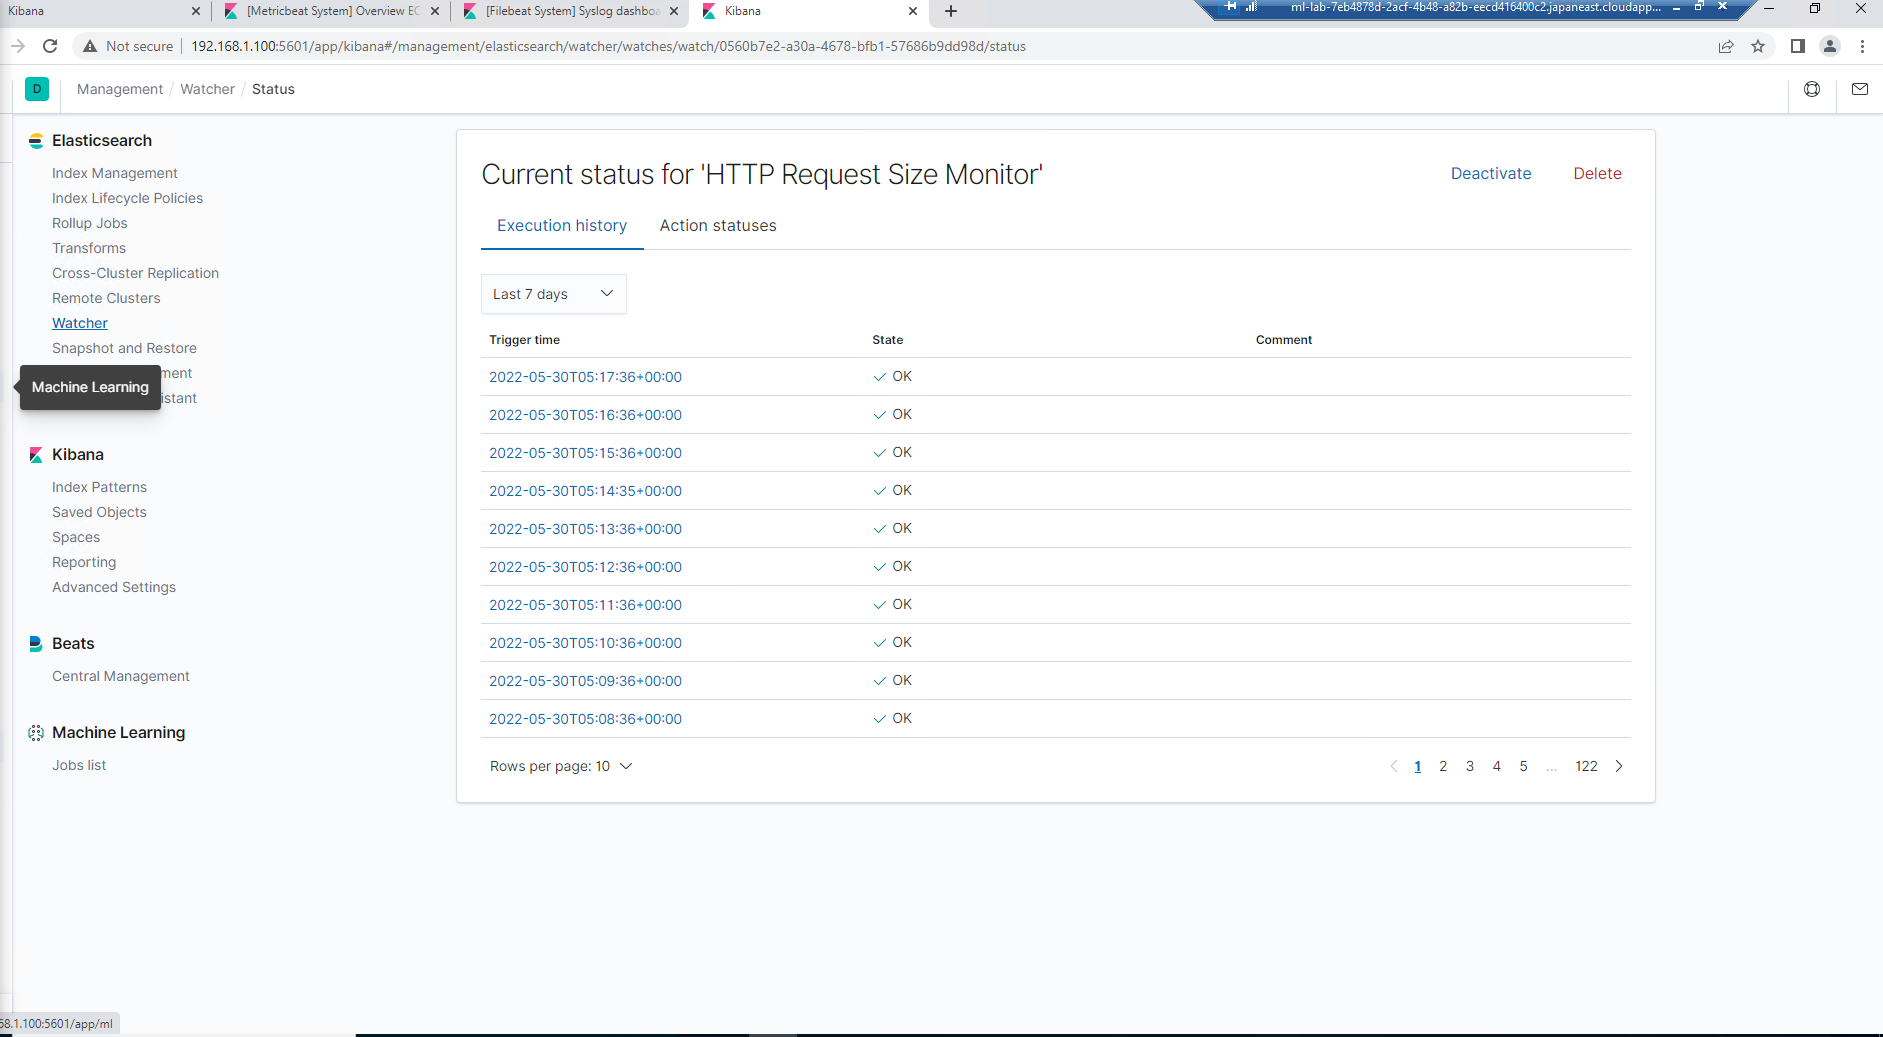 Kibana
[Metricbeat System] Overview EC
[Filebeat System] Syslog dashboa
Kibana
ml-lab-7eb4878d-2acf-4b48-a82b-eecd416400c2.japaneast.cloudapp...
Not secure
192.168.1.100:5601/app/kibana#/management/elasticsearch/watcher/watches/watch/0560b7e2-a30a-4678-bfb1-57686b9dd98d/status
D
Management / Watcher / Status
Elasticsearch
Index Management
Index Lifecycle Policies
Rollup Jobs
Transforms
Cross-Cluster Replication
Remote Clusters
Watcher
Snapshot and Restore
ment
istant
Machine Learning
Kibana
Index Patterns
Saved Objects
Spaces
Reporting
Advanced Settings
Beats
Central Management
Machine Learning
Jobs list
Current status for 'HTTP Request Size Monitor'
Deactivate
Delete
Execution history
Action statuses
Last 7 days
Trigger time State Comment
2022-05-30T05:17:36+00:00 OK
2022-05-30T05:16:36+00:00 OK
2022-05-30T05:15:36+00:00 OK
2022-05-30T05:14:35+00:00 OK
2022-05-30T05:13:36+00:00 OK
2022-05-30T05:12:36+00:00 OK
2022-05-30T05:11:36+00:00 OK
2022-05-30T05:10:36+00:00 OK
2022-05-30T05:09:36+00:00 OK
2022-05-30T05:08:36+00:00 OK
Rows per page: 10
1 2 3 4 5 ... 122
68.1.100:5601/app/ml